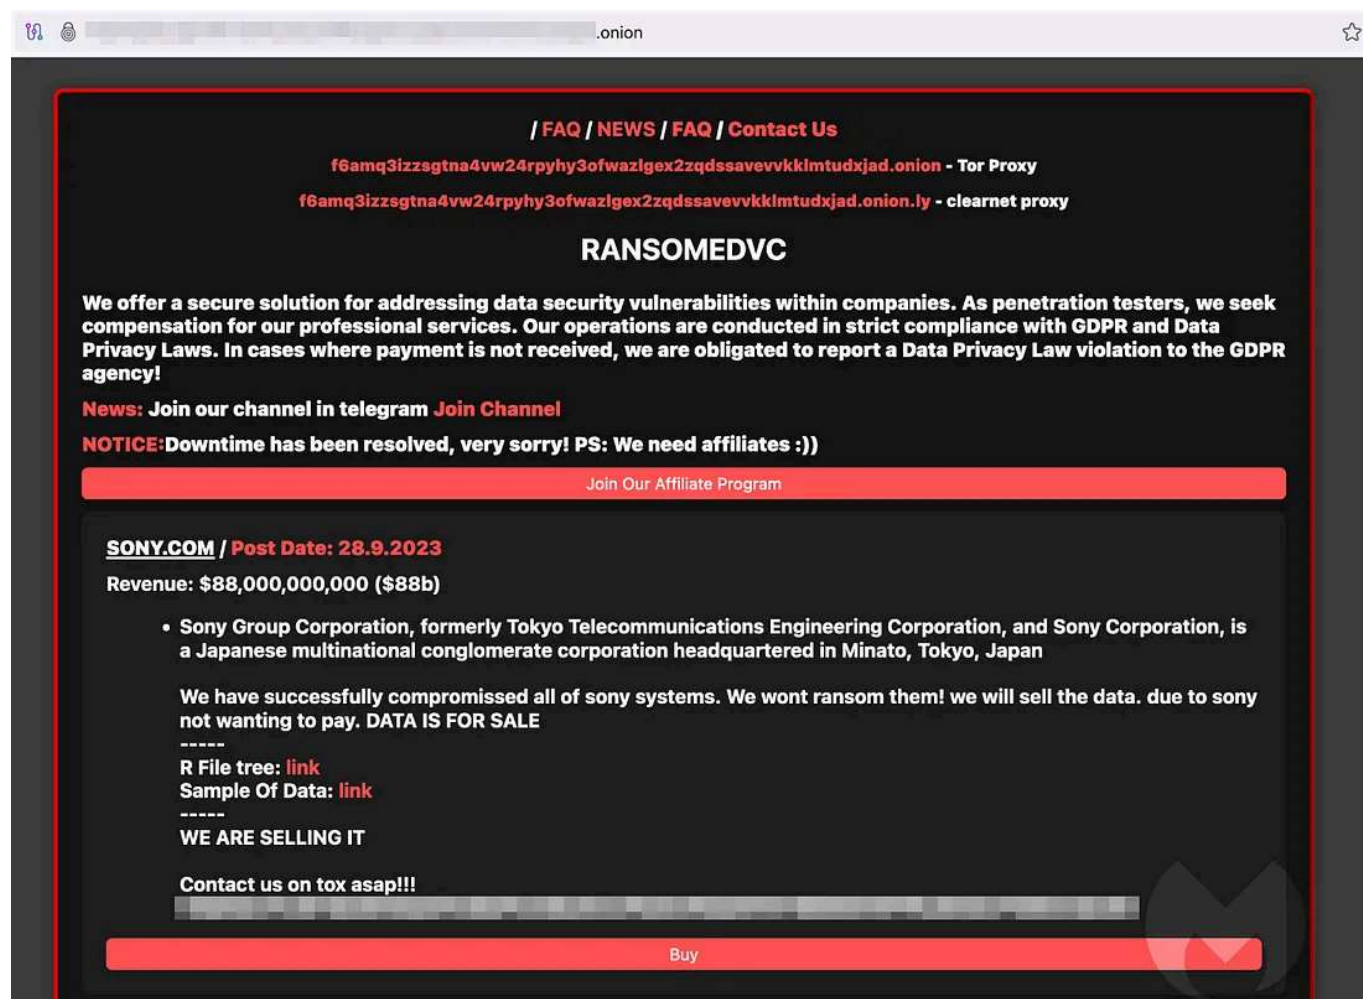 .onion
/ FAQ / NEWS / FAQ / Contact Us
f6amq3izzsgtna4vw24rpyhy3ofwazlgex2zqdssavevvkklmtudxjad.onion - Tor Proxy
f6amq3izzsgtna4vw24rpyhy3ofwazlgex2zqdssavevvkklmtudxjad.onion.ly - clearnet proxy
RANSOMEDVC
We offer a secure solution for addressing data security vulnerabilities within companies. As penetration testers, we seek
compensation for our professional services. Our operations are conducted in strict compliance with GDPR and Data
Privacy Laws. In cases where payment is not received, we are obligated to report a Data Privacy Law violation to the GDPR
agency!
News: Join our channel in telegram Join Channel
NOTICE:Downtime has been resolved, very sorry! PS: We need affiliates :))
Join Our Affiliate Program
SONY.COM / Post Date: 28.9.2023
Revenue: $88,000,000,000 ($88b)
• Sony Group Corporation, formerly Tokyo Telecommunications Engineering Corporation, and Sony Corporation, is
a Japanese multinational conglomerate corporation headquartered in Minato, Tokyo, Japan
We have successfully compromissed all of sony systems. We wont ransom them! we will sell the data. due to sony
not wanting to pay. DATA IS FOR SALE
-----
R File tree: link
Sample Of Data: link
-----
WE ARE SELLING IT
Contact us on tox asap!!!
Buy